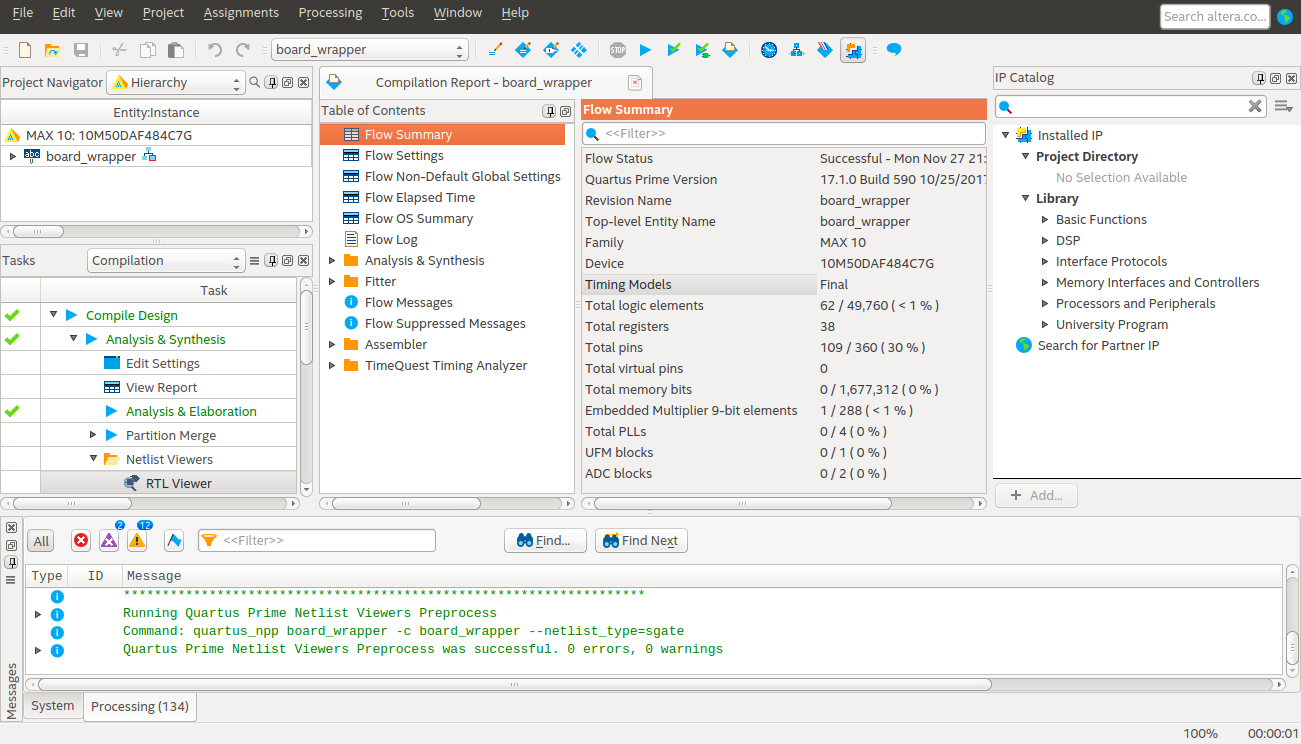 File Edit View Project Assignments Processing Tools Window Help
Search altera.co...
board_wrapper
STOP
Project Navigator
Hierarchy
Entity:Instance
MAX 10: 10M50DAF484C7G
abc board_wrapper
Tasks
Compilation
Task
Compile Design
Analysis & Synthesis
Edit Settings
View Report
Analysis & Elaboration
Partition Merge
Netlist Viewers
RTL Viewer
Compilation Report - board_wrapper
Table of Contents
Flow Summary
Flow Settings
Flow Non-Default Global Settings
Flow Elapsed Time
Flow OS Summary
Flow Log
Analysis & Synthesis
Fitter
Flow Messages
Flow Suppressed Messages
Assembler
TimeQuest Timing Analyzer
Flow Summary
<<Filter>>
Flow Status Successful - Mon Nov 27 21:
Quartus Prime Version 17.1.0 Build 590 10/25/2017
Revision Name board_wrapper
Top-level Entity Name board_wrapper
Family MAX 10
Device 10M50DAF484C7G
Timing Models Final
Total logic elements 62 / 49,760 ( < 1 % )
Total registers 38
Total pins 109 / 360 ( 30 % )
Total virtual pins 0
Total memory bits 0 / 1,677,312 ( 0 % )
Embedded Multiplier 9-bit elements 1 / 288 ( < 1 % )
Total PLLs 0 / 4 ( 0 % )
UFM blocks 0 / 1 ( 0 % )
ADC blocks 0 / 2 ( 0 % )
IP Catalog
Installed IP
Project Directory
No Selection Available
Library
Basic Functions
DSP
Interface Protocols
Memory Interfaces and Controllers
Processors and Peripherals
University Program
Search for Partner IP
+ Add...
All
2
12
<<Filter>>
Find...
Find Next
Type ID Message
*******************************************************************
Running Quartus Prime Netlist Viewers Preprocess
Command: quartus_npp board_wrapper -c board_wrapper --netlist_type=sgate
Quartus Prime Netlist Viewers Preprocess was successful. 0 errors, 0 warnings
Messages
System
Processing (134)
100% 00:00:01